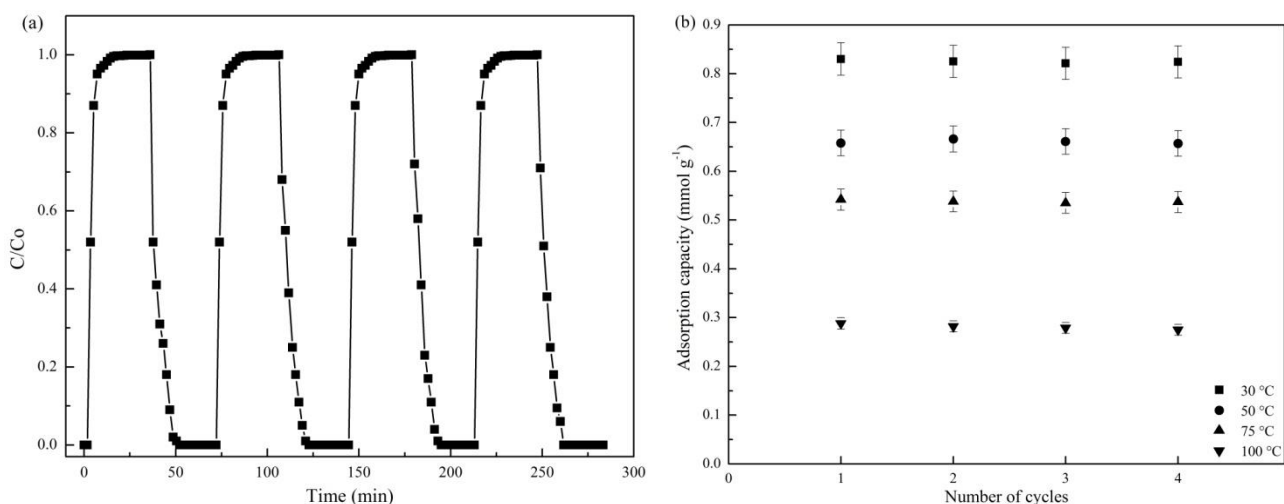 (a)
1.0
0.8
0.6
0.4
0.2
0.0
C/Co
0
50
100
150
200
250
300
Time (min)
(b)
0.9
0.8
0.7
0.6
0.5
0.4
0.3
0.2
0.1
0.0
Adsorption capacity (mmol g⁻¹)
0
1
2
3
4
Number of cycles
30 °C
50 °C
75 °C
100 °C